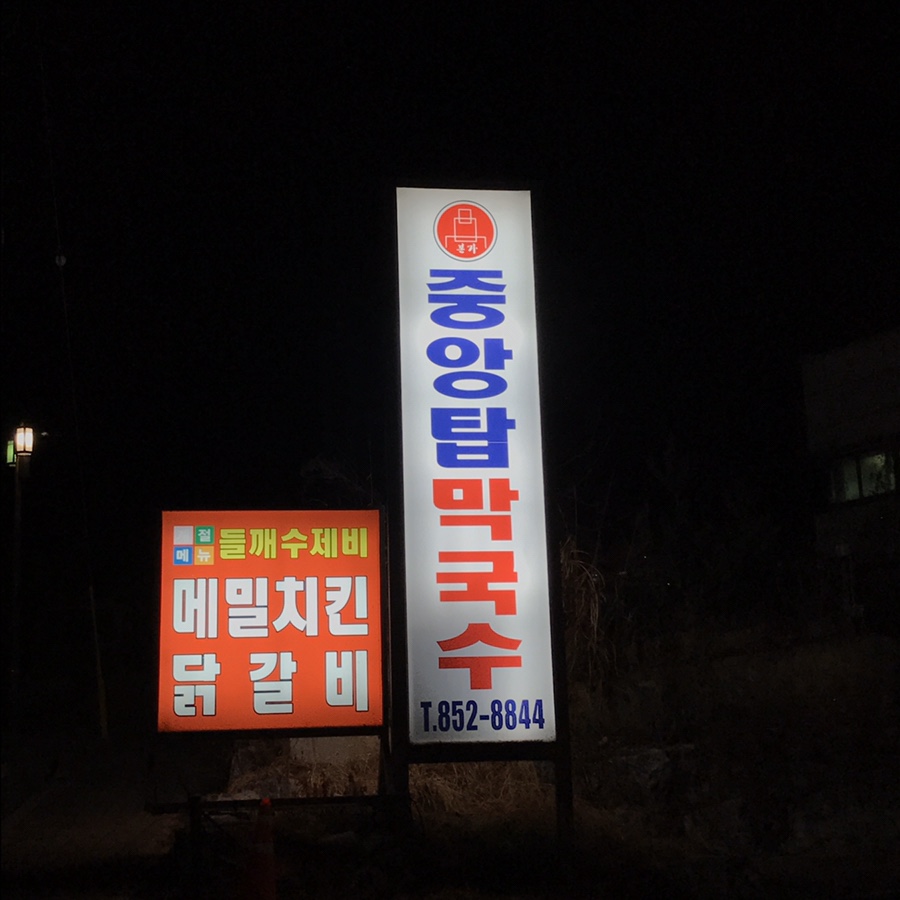 본가
중앙탑막국수
T.852-8844
절
메뉴
들깨수제비
메밀치킨
닭갈비